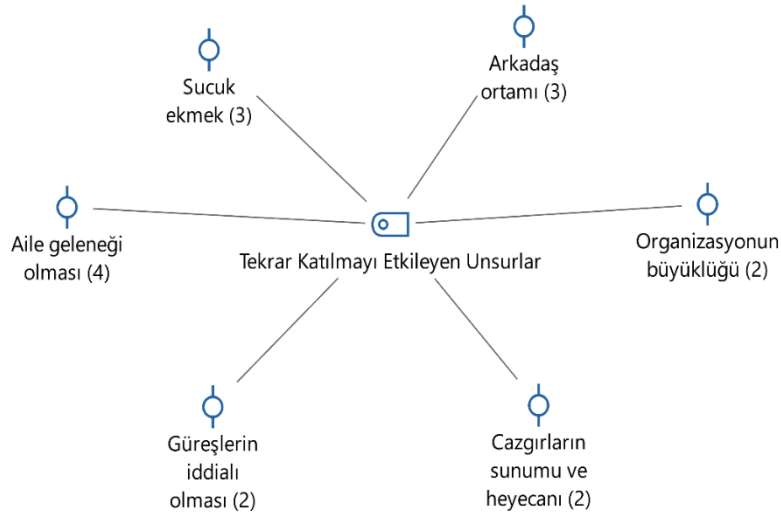 Sucuk
ekmek (3)
Arkadaş
ortamı (3)
Aile geleneği
olması (4)
Tekrar Katılmayı Etkileyen Unsurlar
Organizasyonun
büyüklüğü (2)
Güreşlerin
iddialı
olması (2)
Cazgırların
sunumu ve
heyecanı (2)